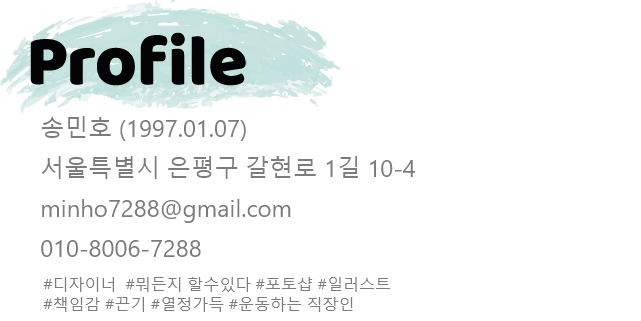 Profile
송민호 (1997.01.07)
서울특별시 은평구 갈현로 1길 10-4
minho7288@gmail.com
010-8006-7288
#디자이너 #뭐든지 할수있다 #포토샵 #일러스트
#책임감 #끈기 #열정가득 #운동하는 직장인